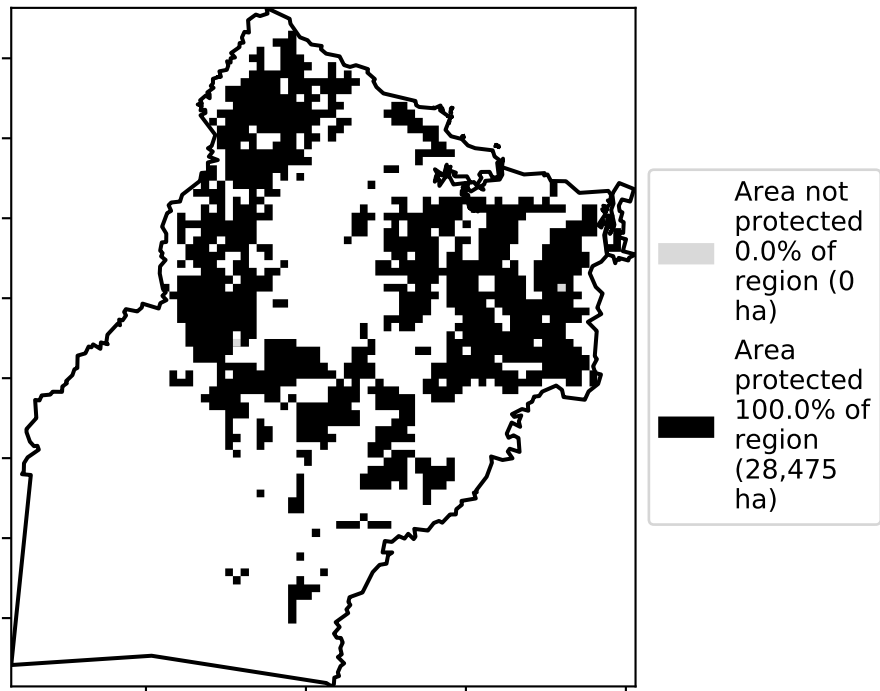 Area not
protected
0.0% of
region (0
ha)
Area
protected
100.0% of
region
(28,475
ha)